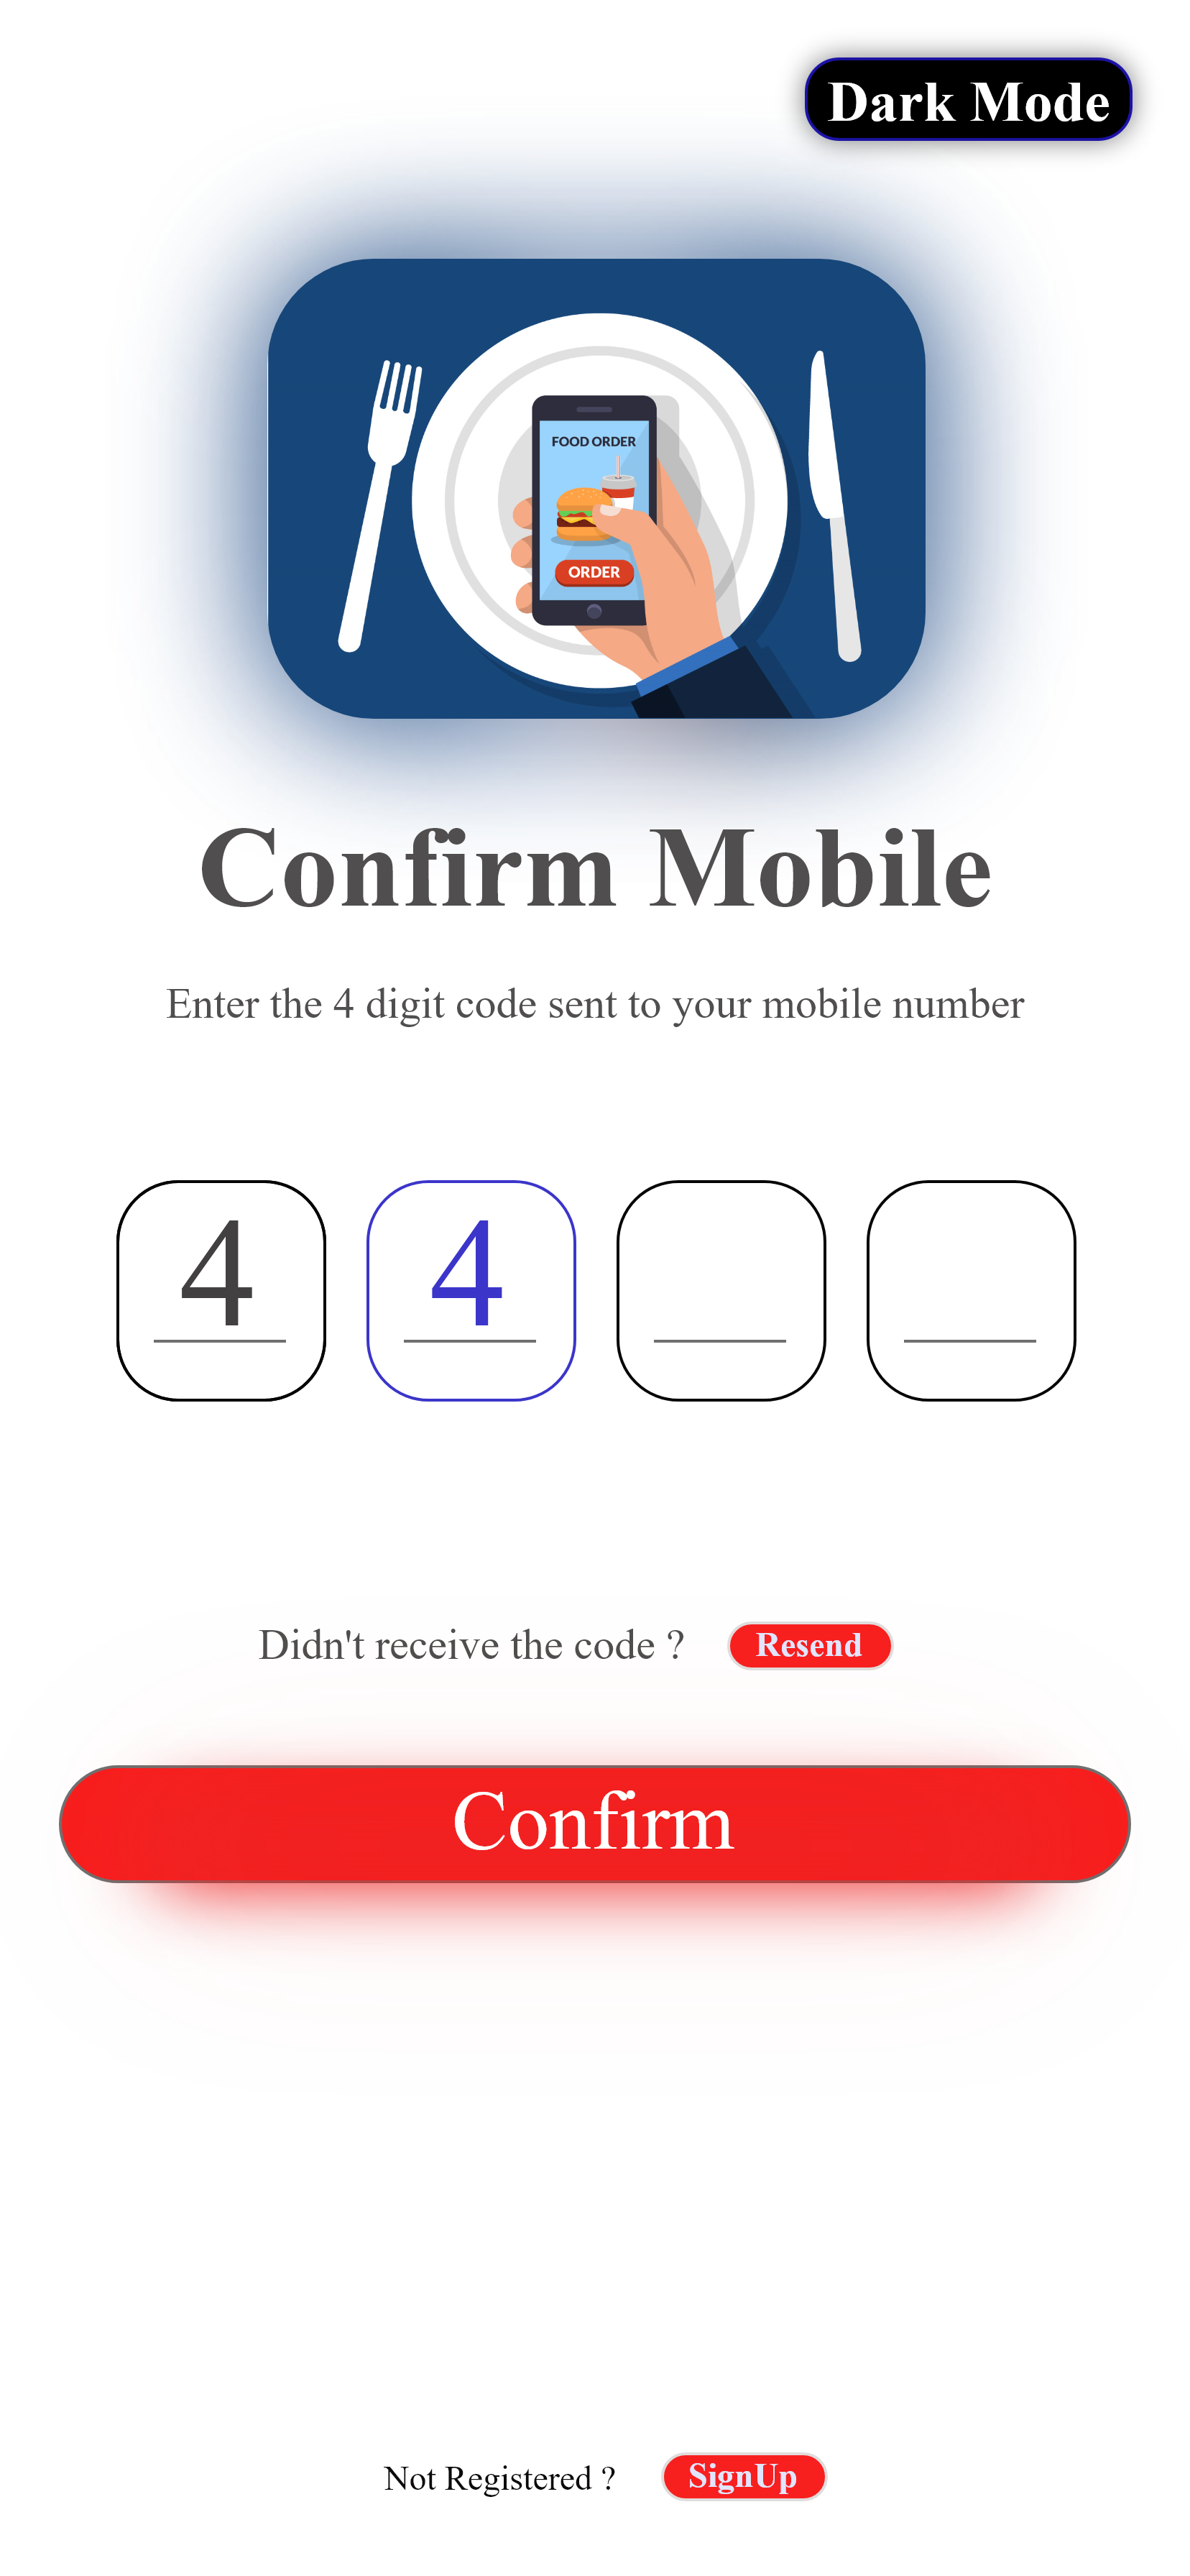 Dark Mode
FOOD ORDER
ORDER
Confirm Mobile
Enter the 4 digit code sent to your mobile number
4 4
Didn't receive the code ? Resend
Confirm
Not Registered ? SignUp